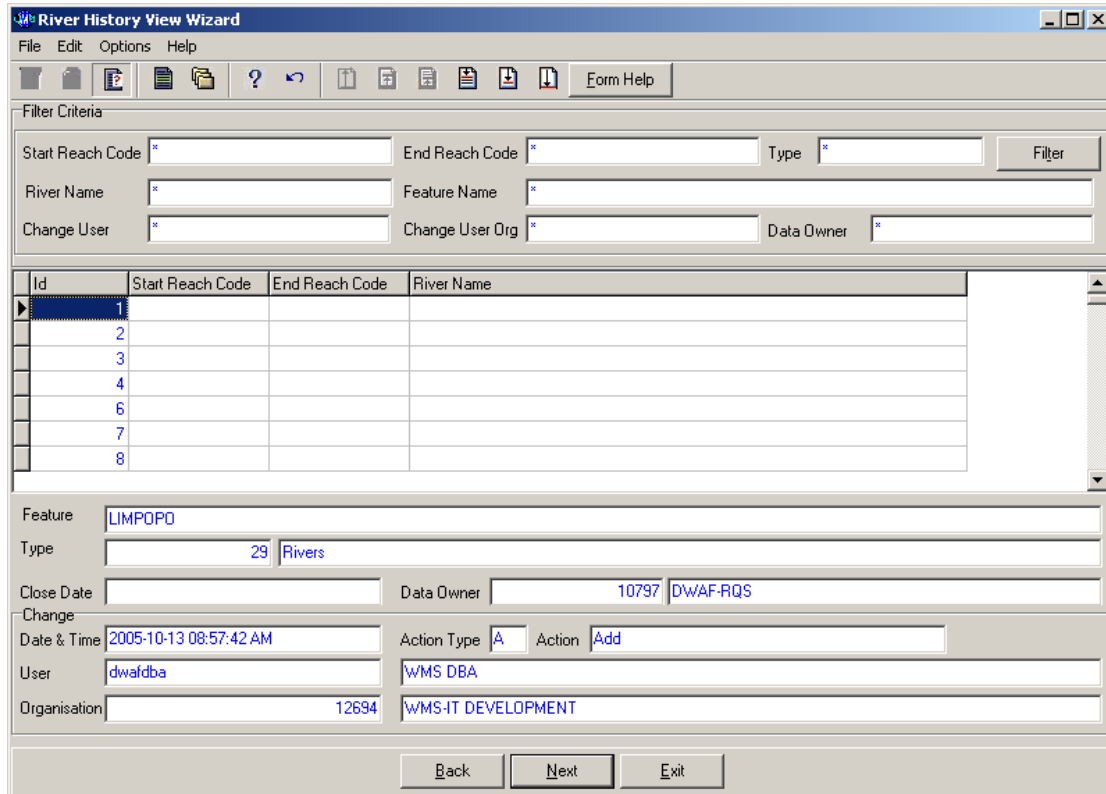 River History View Wizard
File Edit Options Help
? Form Help
Filter Criteria
Start Reach Code * End Reach Code * Type * Filter
River Name * Feature Name *
Change User * Change User Org * Data Owner *
Id Start Reach Code End Reach Code River Name
1
2
3
4
6
7
8
Feature LIMPOPO
Type 29 Rivers
Close Date Data Owner 10797 DWAF-RQS
Change
Date & Time 2005-10-13 08:57:42 AM Action Type A Action Add
User dwafdba WMS DBA
Organisation 12694 WMS-IT DEVELOPMENT
Back Next Exit